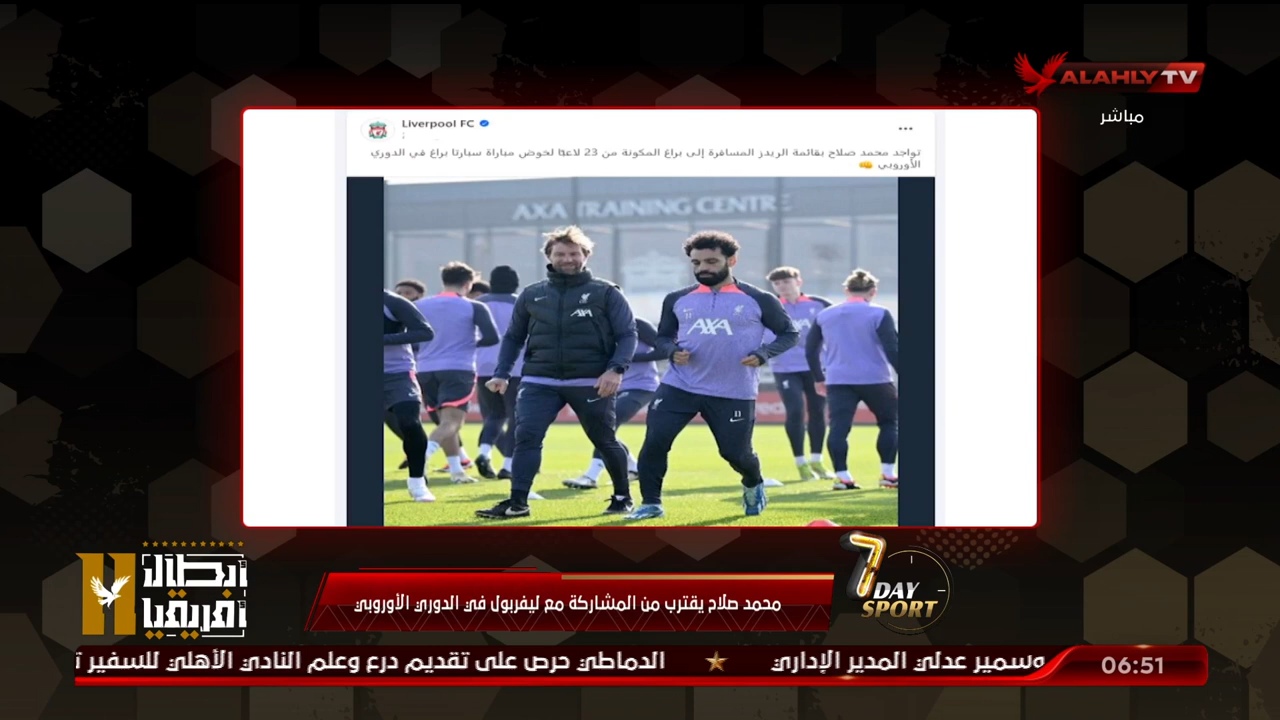 ALAHLY TV
مباشر
Liverpool FC
تواجد محمد صلاح بقائمة الريدز المسافرة إلى براغ المكونة من 23 لاعبًا لخوض مباراة سبارتا براغ في الدوري
الأوروبي
AXA TRAINING CENTRE
AXA
11
AXA
11
أبطال
أفريقيا
محمد صلاح يقترب من المشاركة مع ليفربول في الدوري الأوروبي
7
DAY
SPORT
وسمير عدلي المدير الإداري
الدماطي حرص على تقديم درع وعلم النادي الأهلي للسفير
06:51